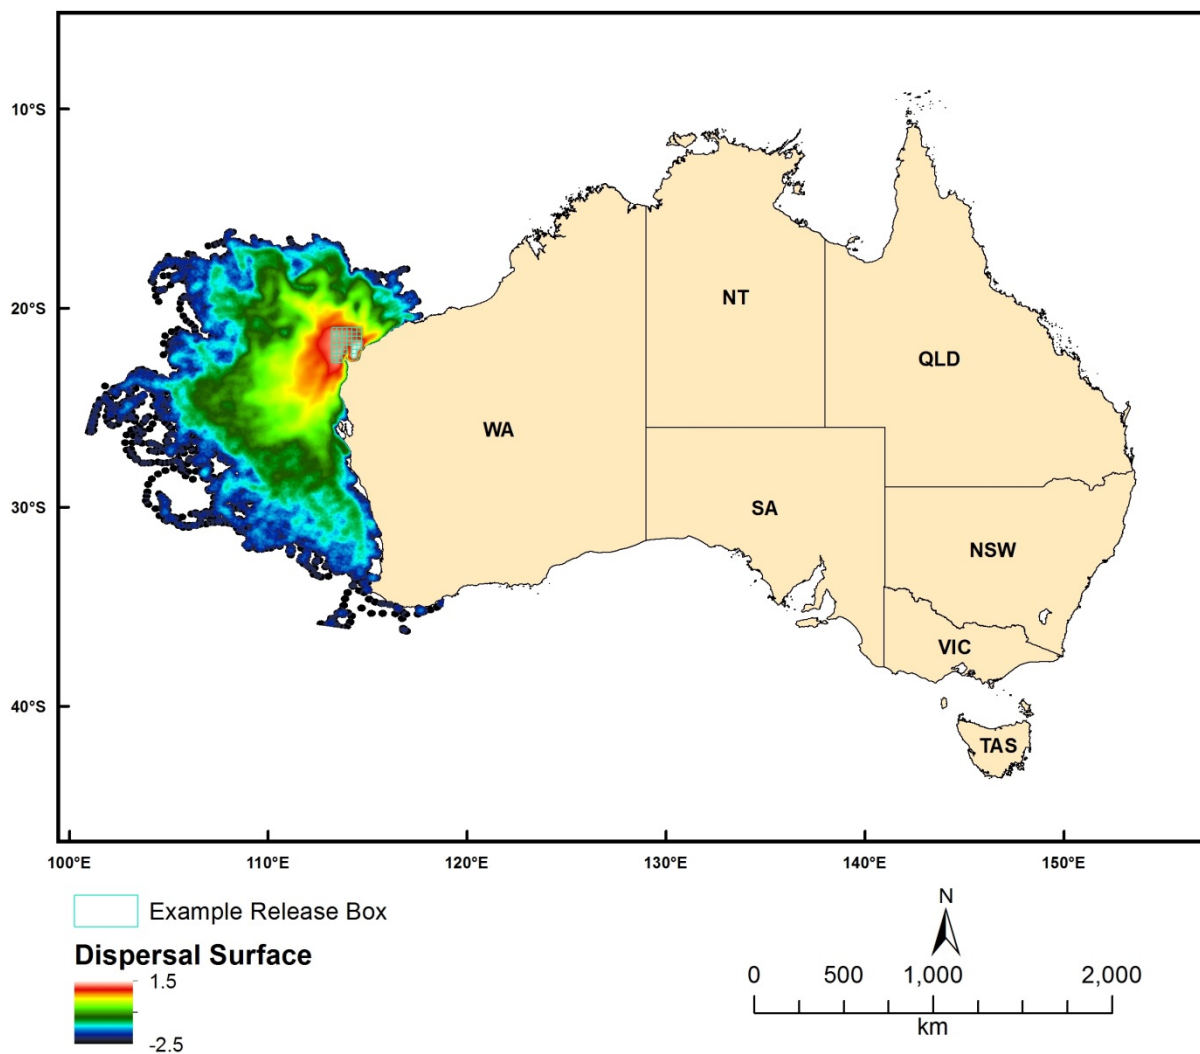 10°S
20°S
30°S
40°S
NT
QLD
WA
SA
NSW
VIC
TAS
100°E 110°E 120°E 130°E 140°E 150°E
Example Release Box
Dispersal Surface
1.5
-2.5
N
0 500 1,000 2,000
km